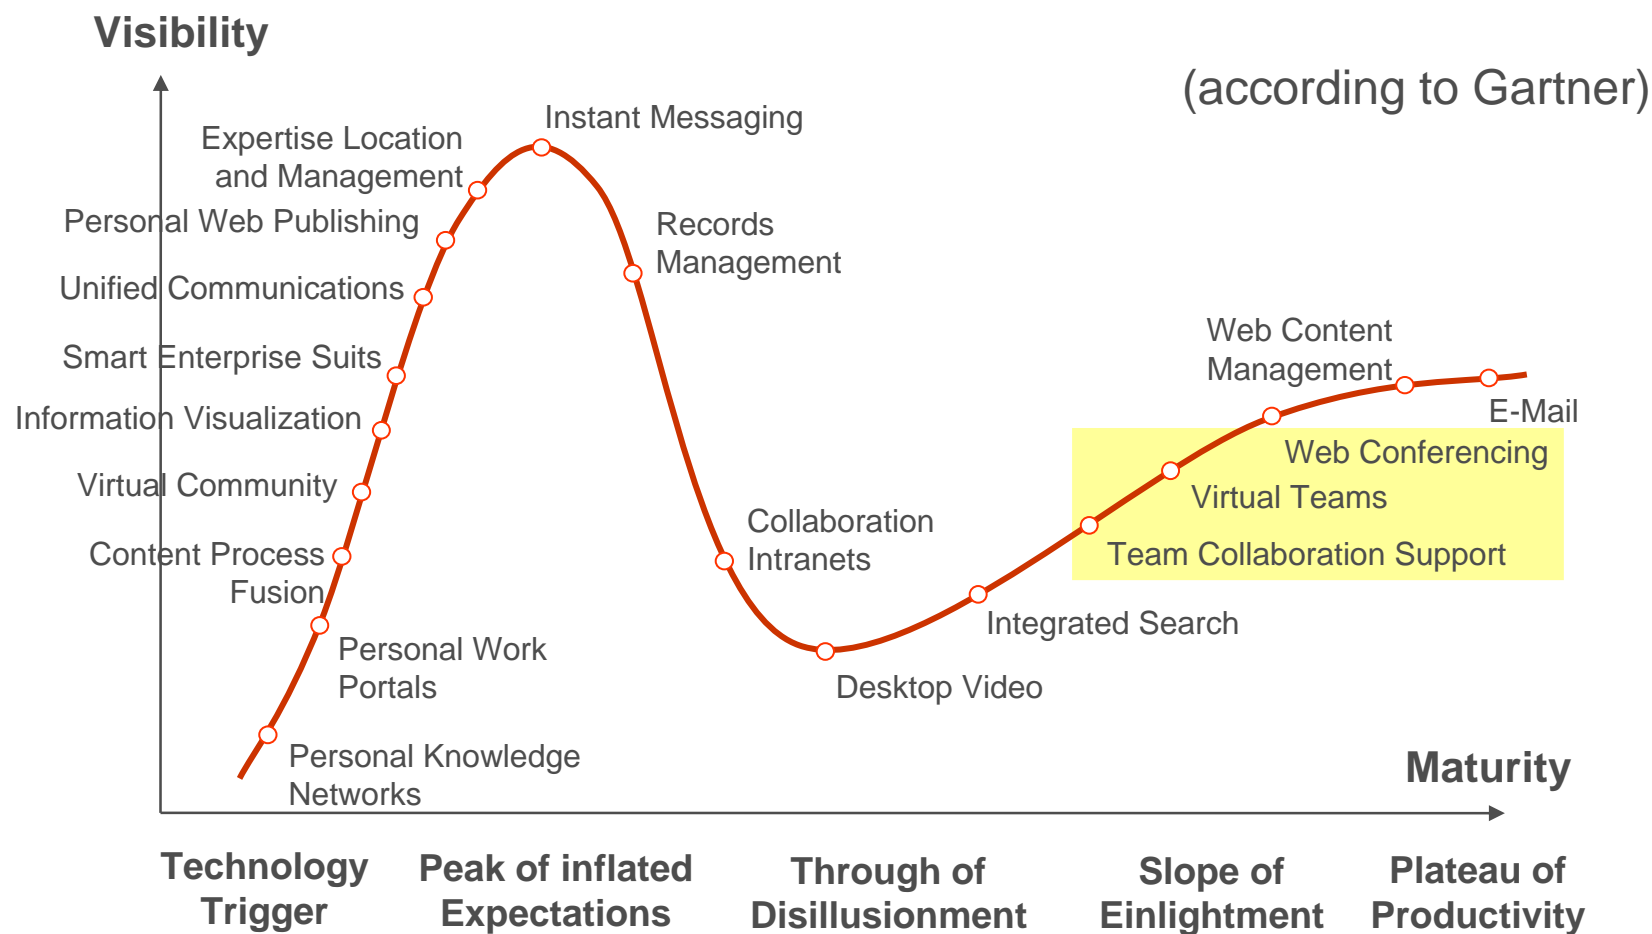 Visibility
(according to Gartner)
Instant Messaging
Expertise Location
and Management
Personal Web Publishing
Records
Management
Unified Communications
Smart Enterprise Suits
Information Visualization
Virtual Community
Content Process
Fusion
Personal Work
Portals
Personal Knowledge
Networks
Collaboration
Intranets
Desktop Video
Integrated Search
Web Content
Management
E-Mail
Web Conferencing
Virtual Teams
Team Collaboration Support
Maturity
Technology
Trigger
Peak of inflated
Expectations
Through of
Disillusionment
Slope of
Einlightment
Plateau of
Productivity